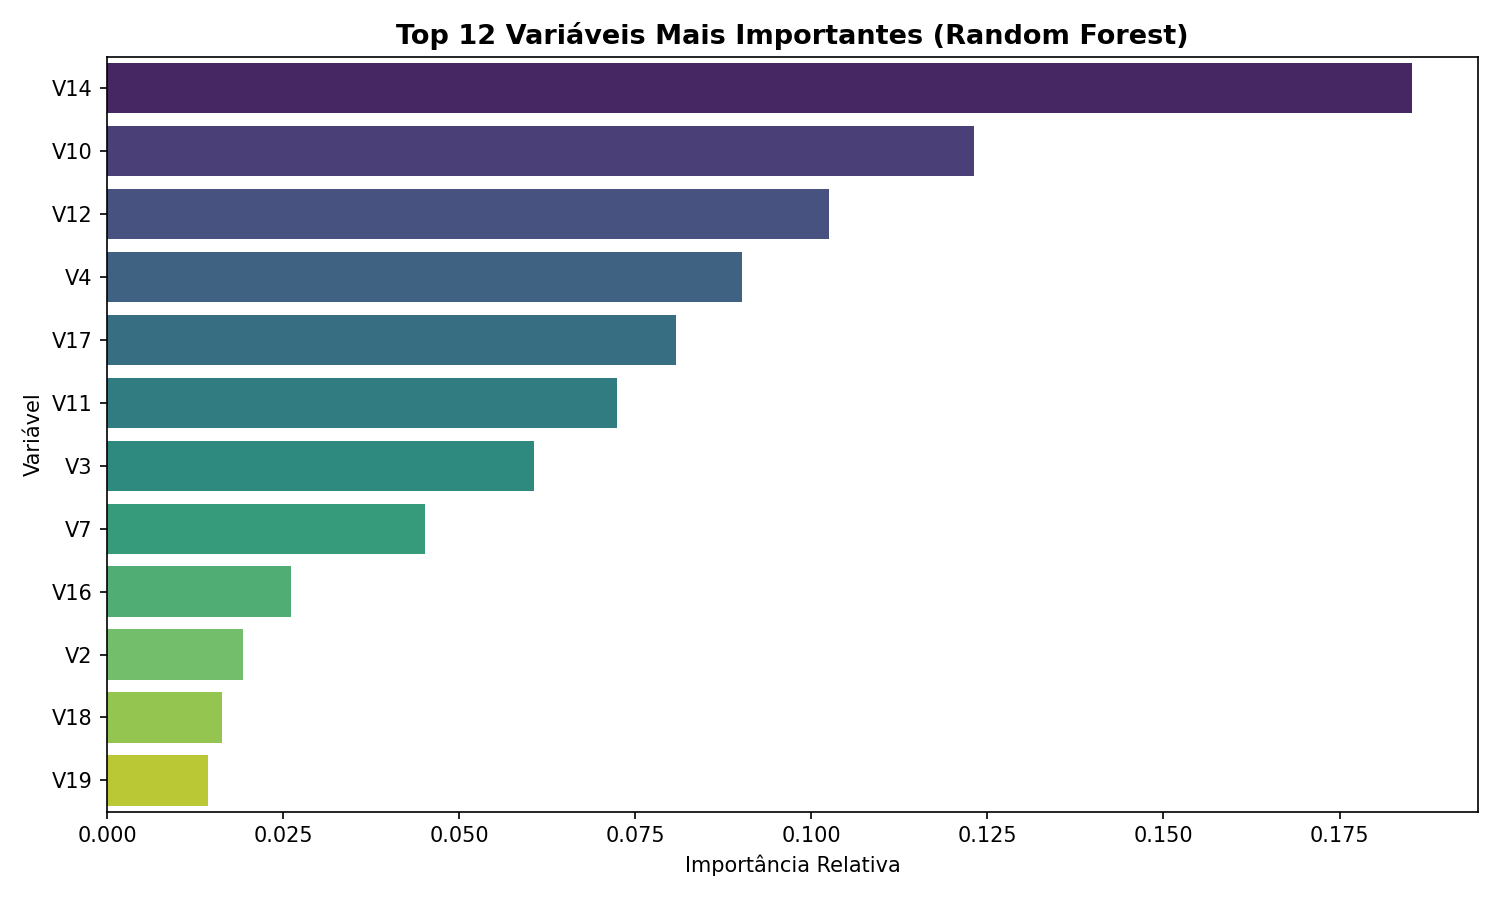 Top 12 Variáveis Mais Importantes (Random Forest)
V14
V10
V12
V4
V17
V11
V3
V7
V16
V2
V18
V19
Variável
0.000 0.025 0.050 0.075 0.100 0.125 0.150 0.175
Importância Relativa